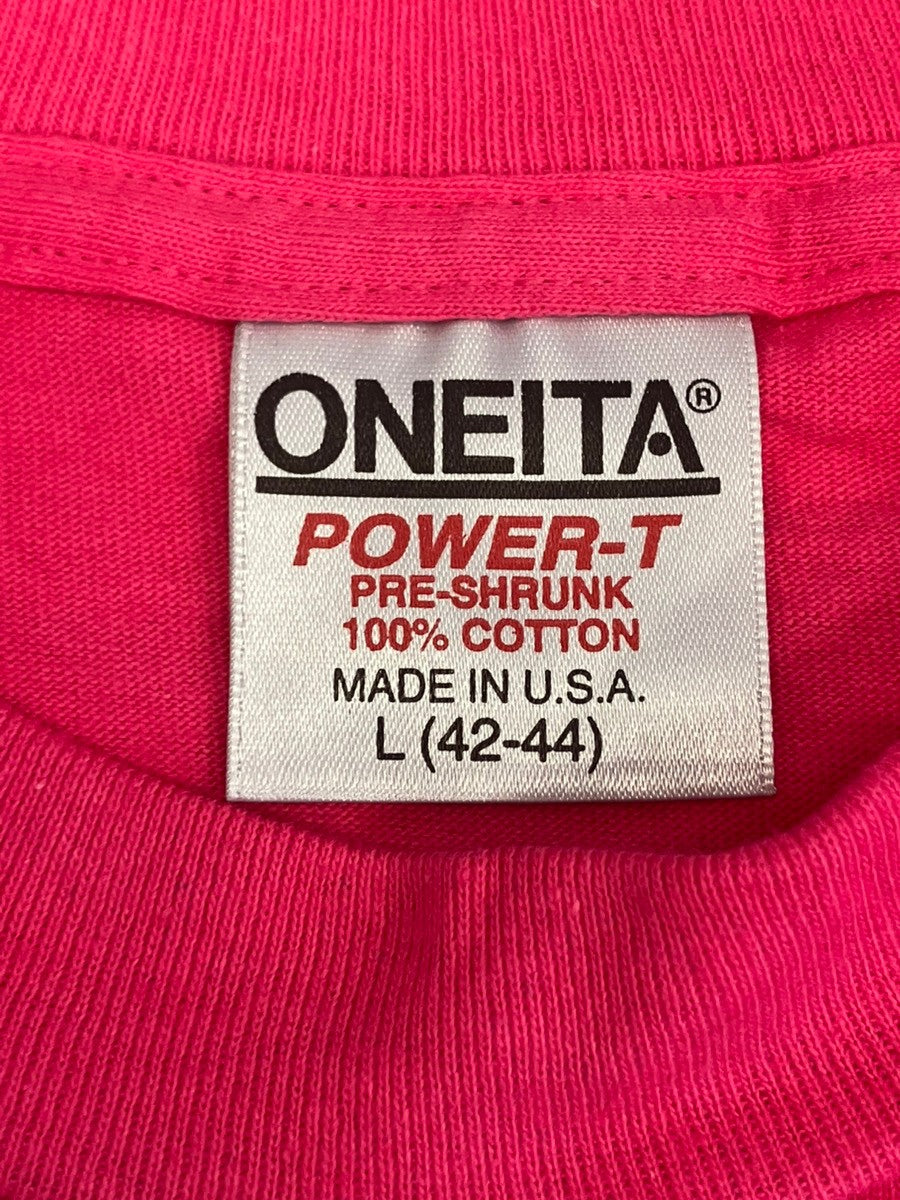 ONEITA®
POWER-T
PRE-SHRUNK
100% COTTON
MADE IN U.S.A.
L (42-44)